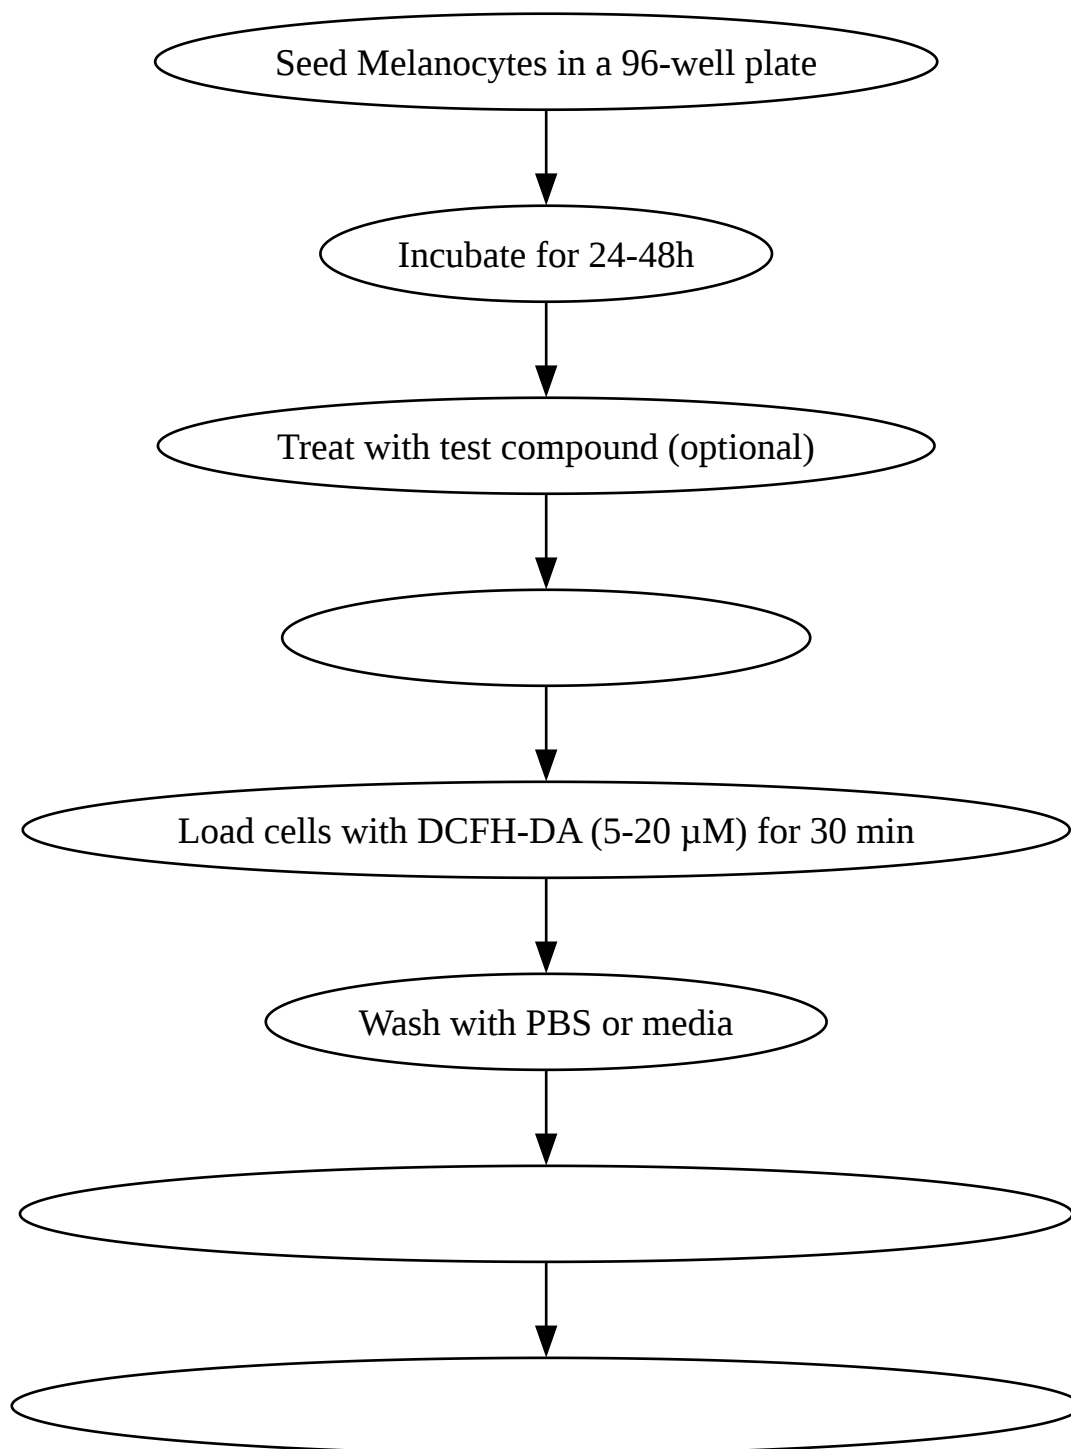 Seed Melanocytes in a 96-well plate
Incubate for 24-48h
Treat with test compound (optional)
Load cells with DCFH-DA (5-20 µM) for 30 min
Wash with PBS or media